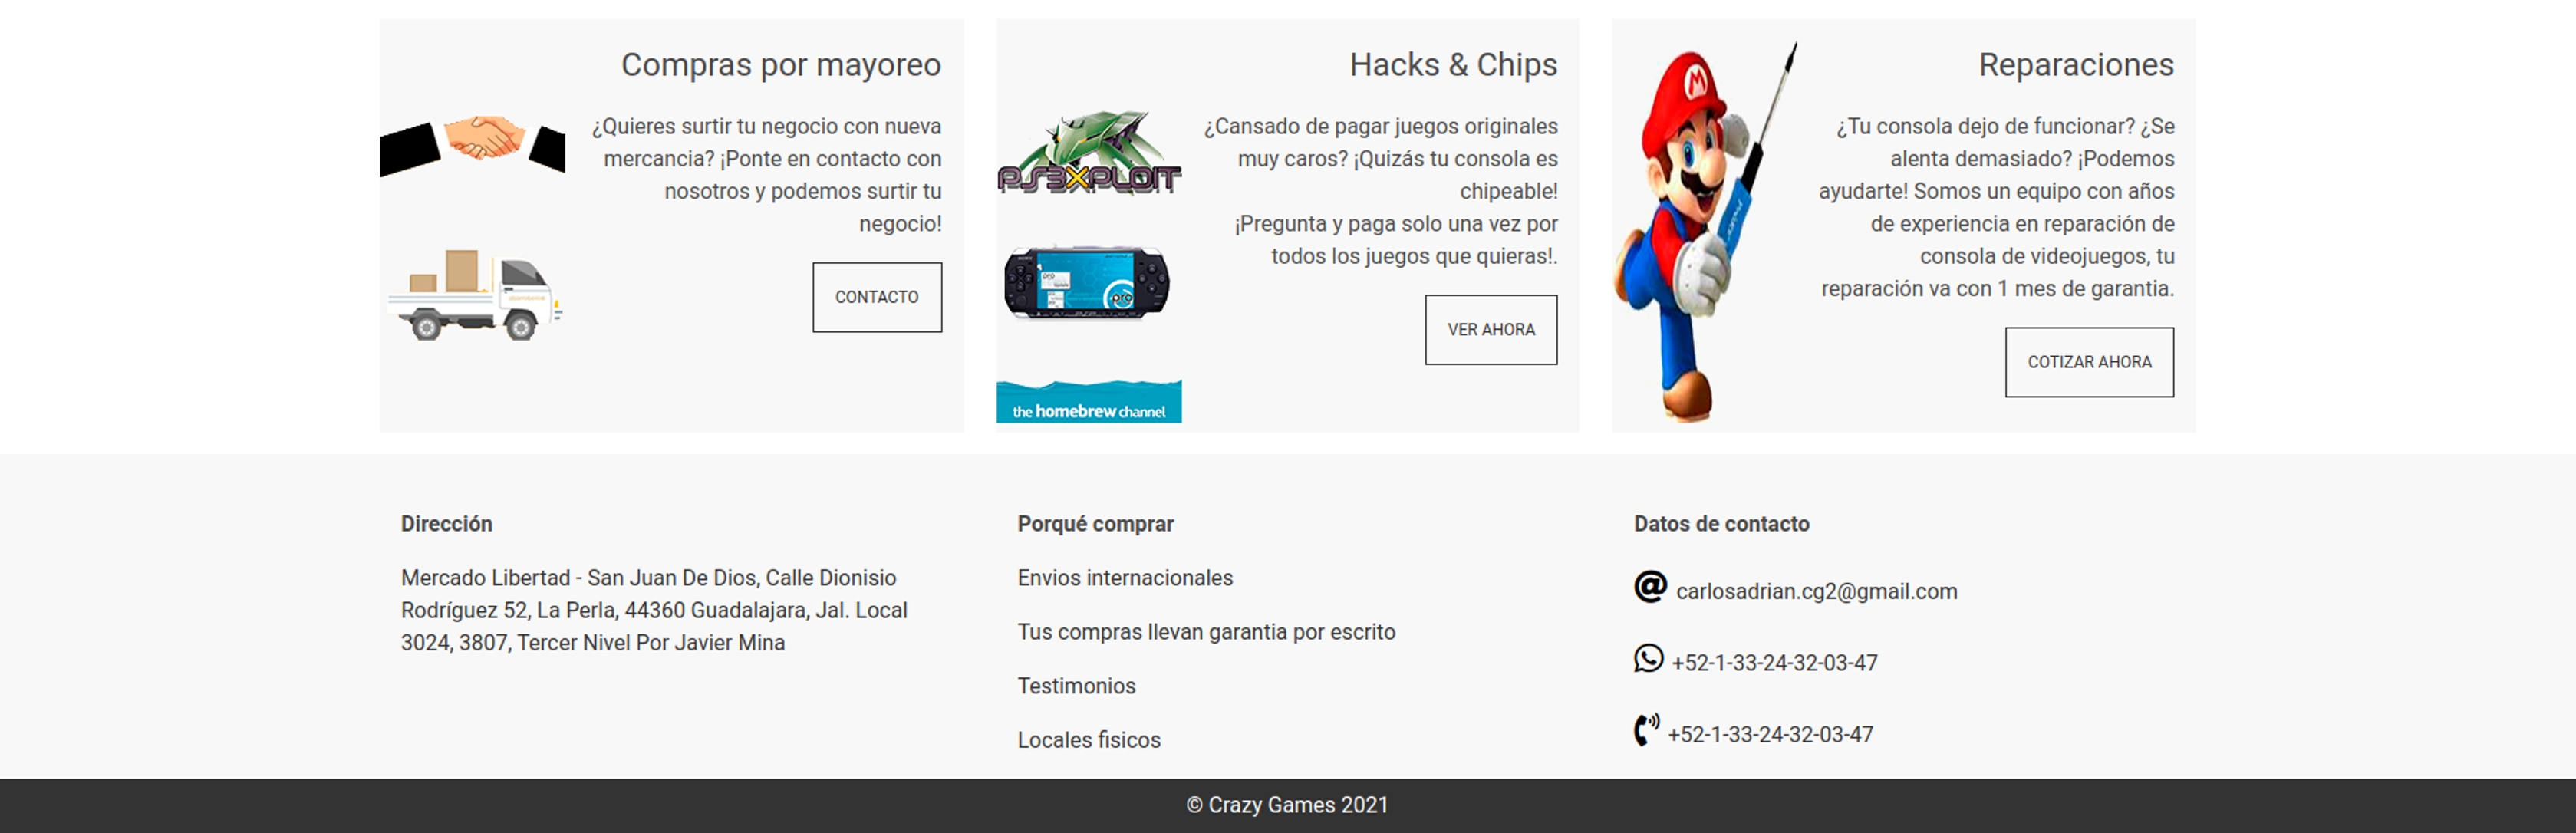 Compras por mayoreo
¿Quieres surtir tu negocio con nueva
mercancia? ¡Ponte en contacto con
nosotros y podemos surtir tu
negocio!
CONTACTO
Hacks & Chips
PS3XPLOIT
¿Cansado de pagar juegos originales
muy caros? ¡Quizás tu consola es
chipeable!
¡Pregunta y paga solo una vez por
todos los juegos que quieras!.
pro
VER AHORA
the homebrew channel
Reparaciones
M
¿Tu consola dejo de funcionar? ¿Se
alenta demasiado? ¡Podemos
ayudarte! Somos un equipo con años
de experiencia en reparación de
consola de videojuegos, tu
reparación va con 1 mes de garantia.
COTIZAR AHORA
Dirección
Mercado Libertad - San Juan De Dios, Calle Dionisio
Rodríguez 52, La Perla, 44360 Guadalajara, Jal. Local
3024, 3807, Tercer Nivel Por Javier Mina
Porqué comprar
Envios internacionales
Tus compras llevan garantia por escrito
Testimonios
Locales fisicos
Datos de contacto
@ carlosadrian.cg2@gmail.com
+52-1-33-24-32-03-47
+52-1-33-24-32-03-47
© Crazy Games 2021